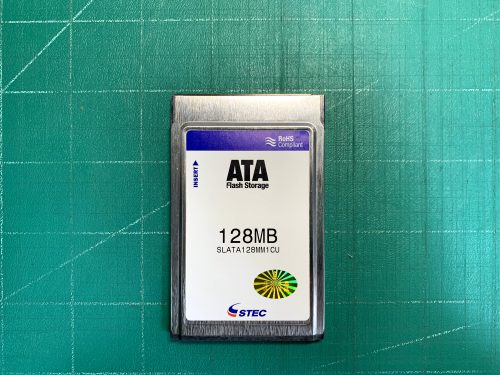 RoHS
Compliant
INSERT
ATA
Flash Storage
128MB
SLATA128MM1CU
STEC